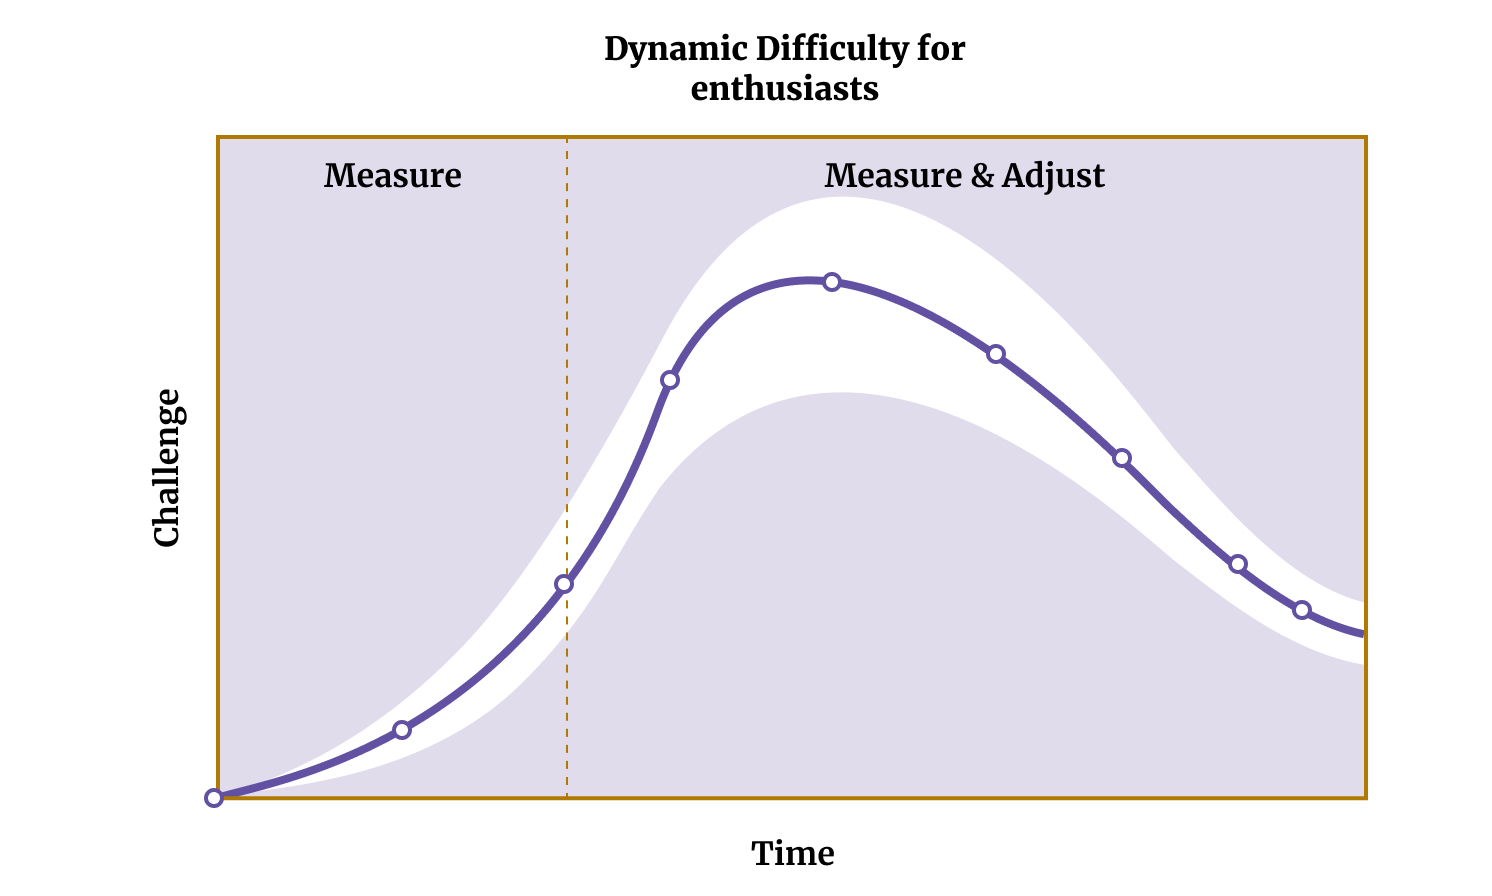 Dynamic Difficulty for
enthusiasts
Measure
Measure & Adjust
Challenge
Time